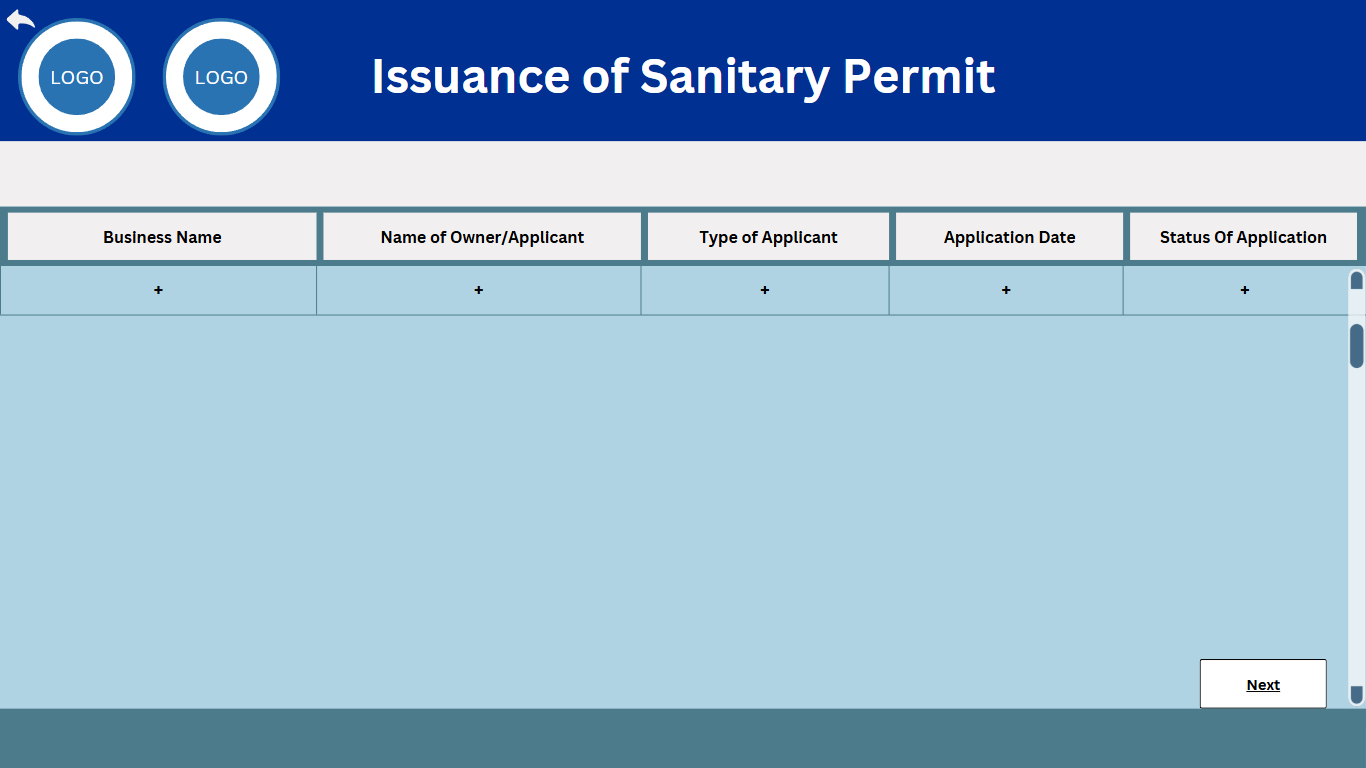 LOGO
LOGO
Issuance of Sanitary Permit
Business Name
Name of Owner/Applicant
Type of Applicant
Application Date
Status Of Application
+
+
+
+
+
Next